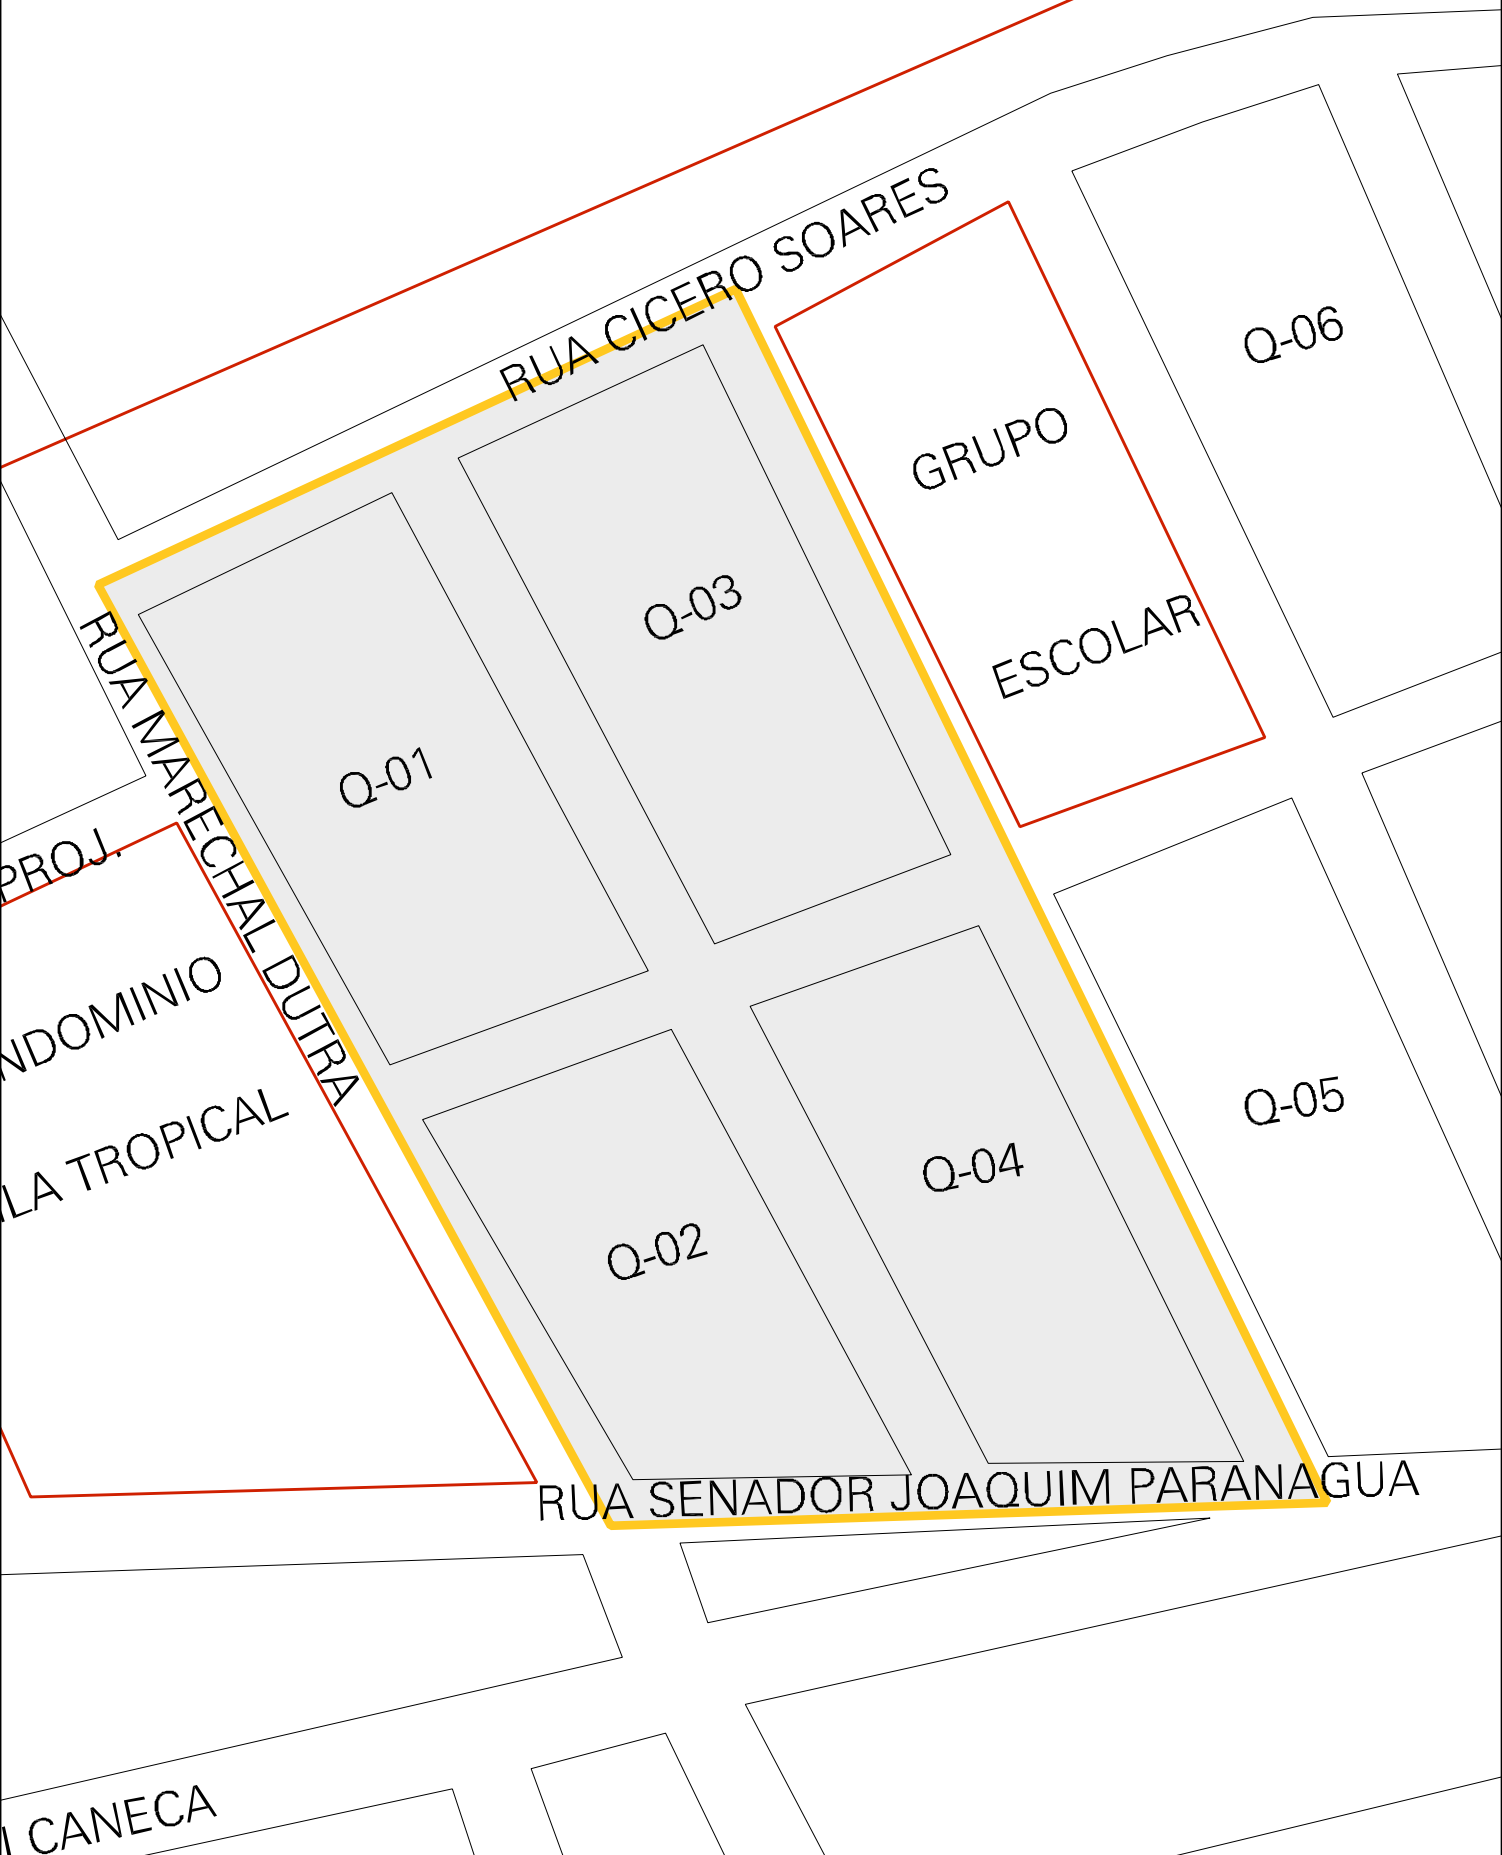 RUA CICERO SOARES
Q-06
GRUPO
ESCOLAR
Q-03
Q-01
RUA MARECHAL DUTRA
PROJ.
NDOMINIO
LA TROPICAL
Q-05
Q-04
Q-02
RUA SENADOR JOAQUIM PARANAGUA
CANECA